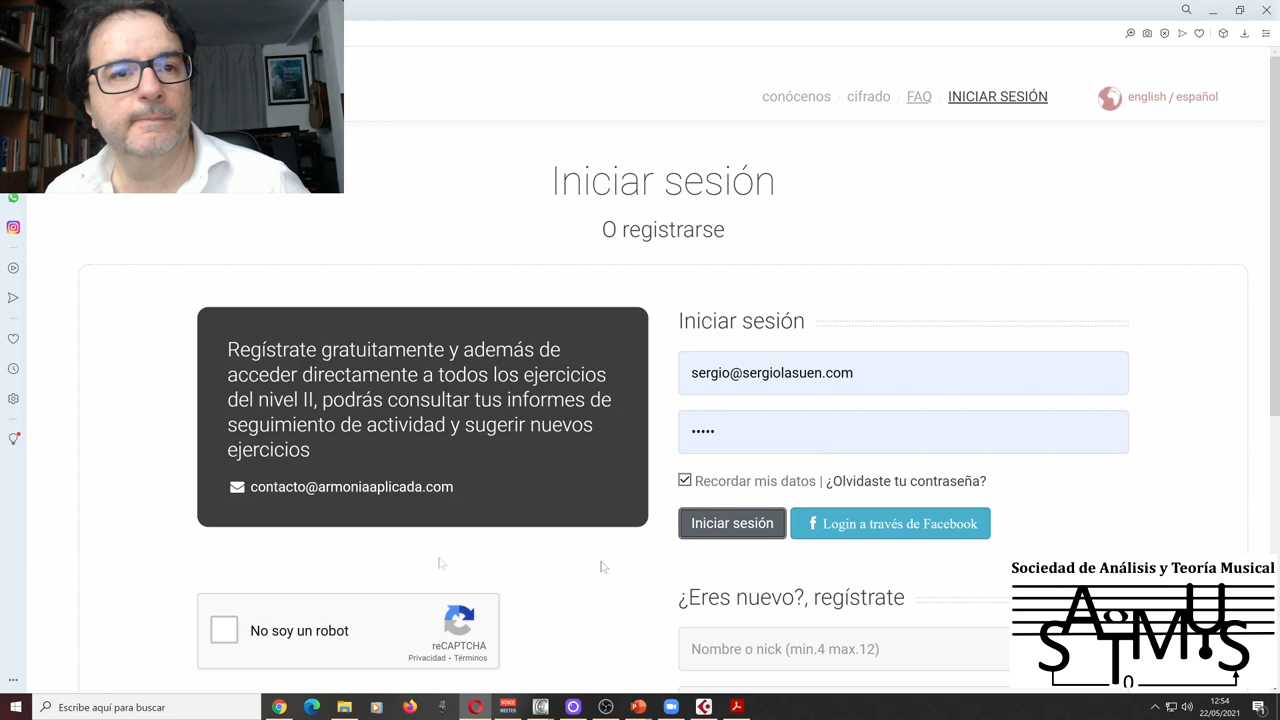 conócenos / cifrado / FAQ / INICIAR SESIÓN
english / español
Iniciar sesión
O registrarse
Regístrate gratuitamente y además de
acceder directamente a todos los ejercicios
del nivel II, podrás consultar tus informes de
seguimiento de actividad y sugerir nuevos
ejercicios
contacto@armoniaaplicada.com
Iniciar sesión
sergio@sergiolasuen.com
•••••
Recordar mis datos | ¿Olvidaste tu contraseña?
Iniciar sesión
f Login a través de Facebook
No soy un robot
reCAPTCHA
Privacidad - Términos
¿Eres nuevo?, regístrate
Nombre o nick (min.4 max.12)
Sociedad de Análisis y Teoría Musical
SATMUS
Escribe aquí para buscar
VOICE
MEETER
12:54
22/05/2021
1